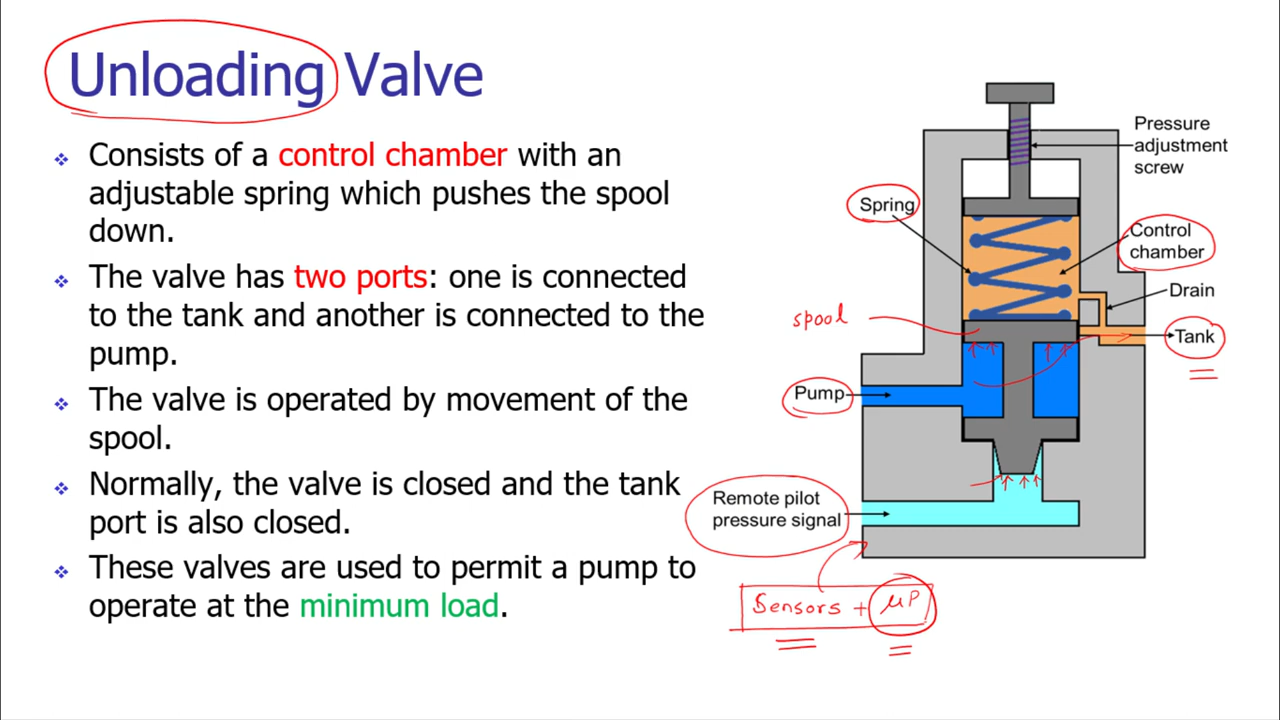 Unloading Valve
❖ Consists of a control chamber with an
adjustable spring which pushes the spool
down.
❖ The valve has two ports: one is connected
to the tank and another is connected to the
pump.
❖ The valve is operated by movement of the
spool.
❖ Normally, the valve is closed and the tank
port is also closed.
❖ These valves are used to permit a pump to
operate at the minimum load.
Pressure
adjustment
screw
Spring
Control
chamber
Drain
spool
Tank
Pump
Remote pilot
pressure signal
Sensors + μP